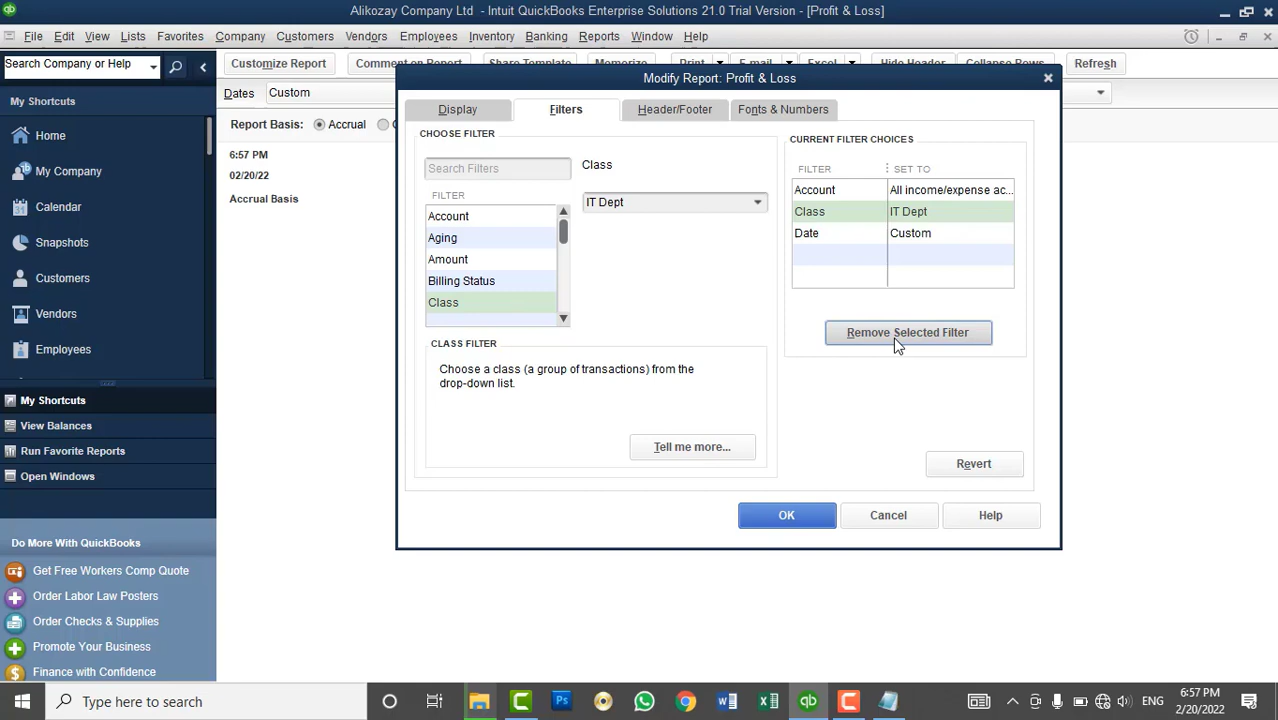 Alikozay Company Ltd - Intuit QuickBooks Enterprise Solutions 21.0 Trial Version - [Profit & Loss]
File Edit View Lists Favorites Company Customers Vendors Employees Inventory Banking Reports Window Help
Search Company or Help
Customize Report Comment on Report Share Template Memorize Print E-mail Excel Hide Header Collapse Rows Refresh
My Shortcuts
Dates Custom
Report Basis: Accrual
6:57 PM
02/20/22
Accrual Basis
Home
My Company
Calendar
Snapshots
Customers
Vendors
Employees
My Shortcuts
View Balances
Run Favorite Reports
Open Windows
Do More With QuickBooks
Get Free Workers Comp Quote
Order Labor Law Posters
Order Checks & Supplies
Promote Your Business
Finance with Confidence
Modify Report: Profit & Loss
Display Filters Header/Footer Fonts & Numbers
CHOOSE FILTER
Search Filters
Class
FILTER
IT Dept
Account
Aging
Amount
Billing Status
Class
CLASS FILTER
Choose a class (a group of transactions) from the
drop-down list.
Tell me more...
CURRENT FILTER CHOICES
FILTER SET TO
Account All income/expense ac...
Class IT Dept
Date Custom
Remove Selected Filter
Revert
OK Cancel Help
Type here to search
ENG
6:57 PM
2/20/2022